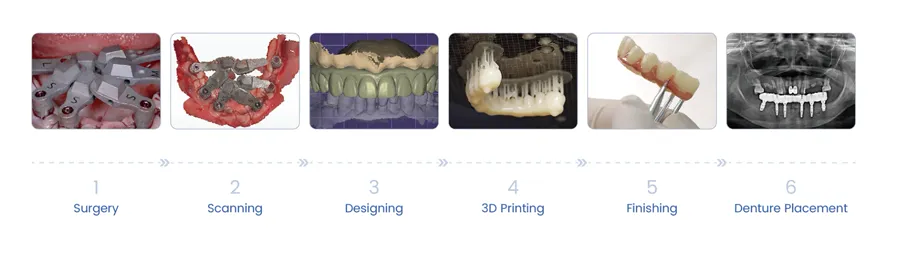 1
Surgery
2
Scanning
3
Designing
4
3D Printing
5
Finishing
6
Denture Placement